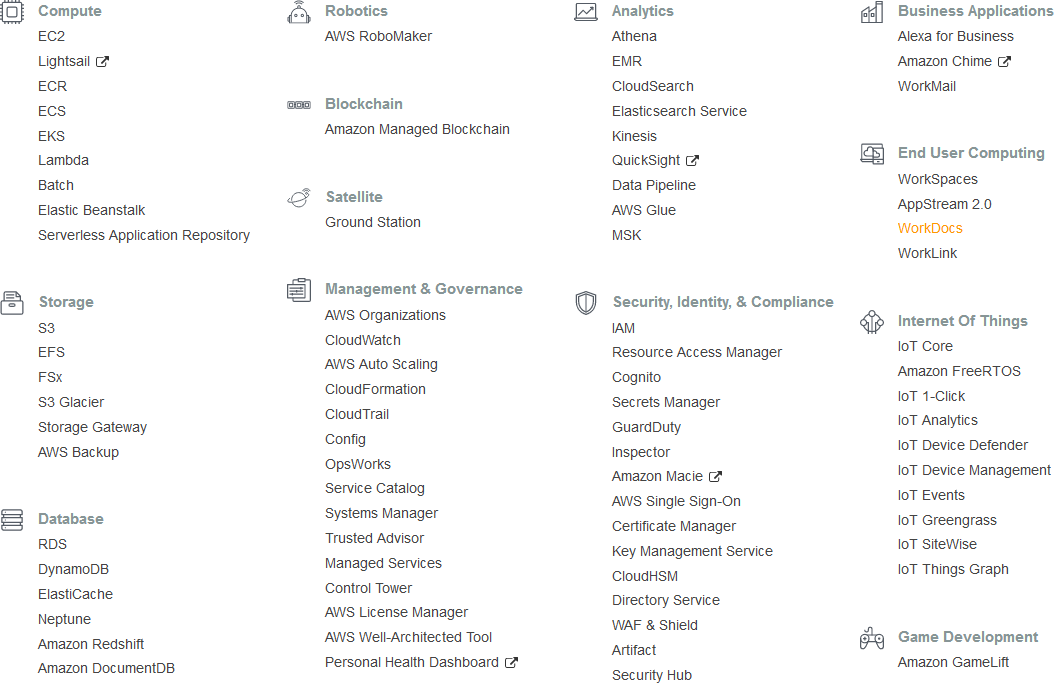 Compute
EC2
Lightsail
ECR
ECS
EKS
Lambda
Batch
Elastic Beanstalk
Serverless Application Repository
Storage
S3
EFS
FSx
S3 Glacier
Storage Gateway
AWS Backup
Database
RDS
DynamoDB
ElastiCache
Neptune
Amazon Redshift
Amazon DocumentDB
Robotics
AWS RoboMaker
Blockchain
Amazon Managed Blockchain
Satellite
Ground Station
Management & Governance
AWS Organizations
CloudWatch
AWS Auto Scaling
CloudFormation
CloudTrail
Config
OpsWorks
Service Catalog
Systems Manager
Trusted Advisor
Managed Services
Control Tower
AWS License Manager
AWS Well-Architected Tool
Personal Health Dashboard
Analytics
Athena
EMR
CloudSearch
Elasticsearch Service
Kinesis
QuickSight
Data Pipeline
AWS Glue
MSK
Security, Identity, & Compliance
IAM
Resource Access Manager
Cognito
Secrets Manager
GuardDuty
Inspector
Amazon Macie
AWS Single Sign-On
Certificate Manager
Key Management Service
CloudHSM
Directory Service
WAF & Shield
Artifact
Security Hub
Business Applications
Alexa for Business
Amazon Chime
WorkMail
End User Computing
WorkSpaces
AppStream 2.0
WorkDocs
WorkLink
Internet Of Things
IoT Core
Amazon FreeRTOS
IoT 1-Click
IoT Analytics
IoT Device Defender
IoT Device Management
IoT Events
IoT Greengrass
IoT SiteWise
IoT Things Graph
Game Development
Amazon GameLift